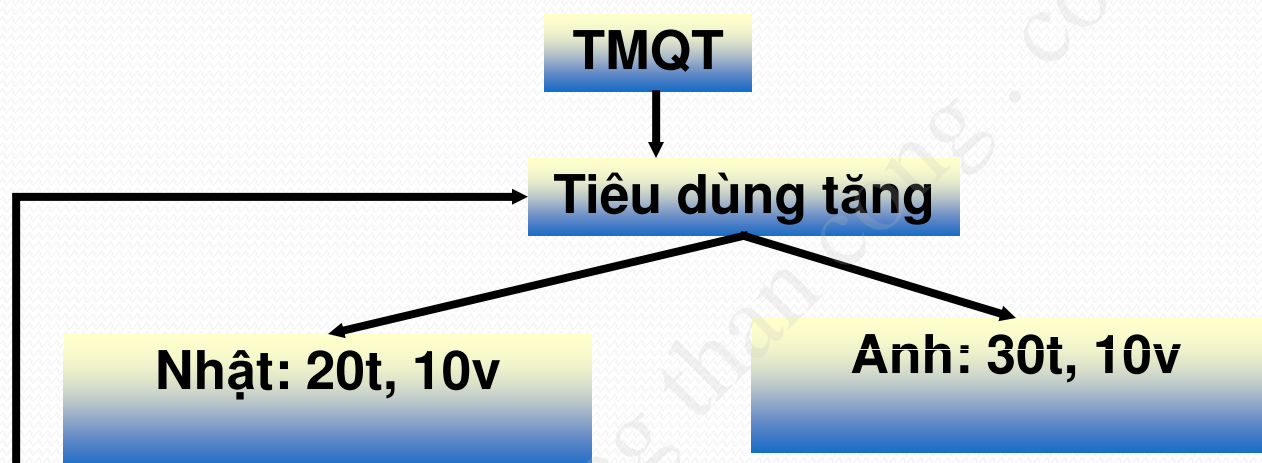 TMQT
Tiêu dùng tăng
Nhật: 20t, 10v
Anh: 30t, 10v